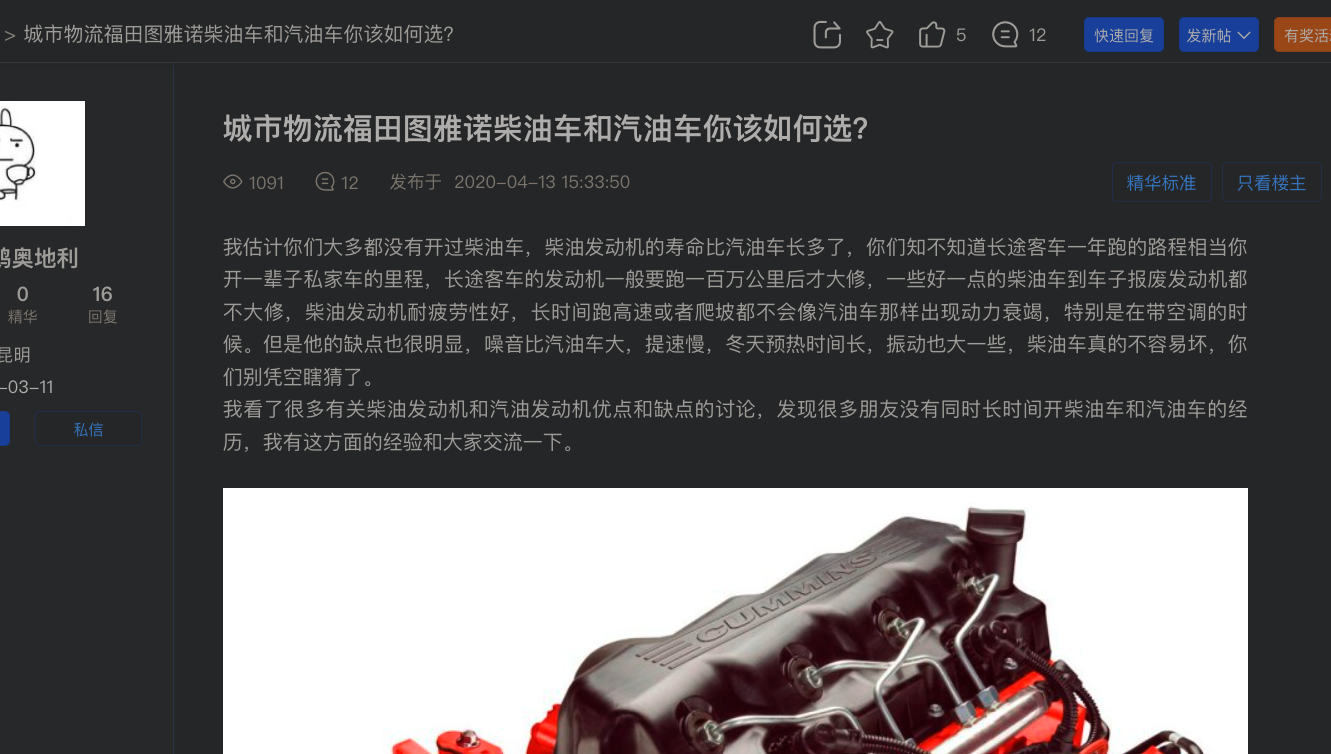 > 城市物流福田图雅诺柴油车和汽油车你该如何选?
5
12
快速回复
发新帖
有奖活
城市物流福田图雅诺柴油车和汽油车你该如何选?
1091
12
发布于 2020-04-13 15:33:50
精华标准
只看楼主
奥地利
0
精华
16
回复
昆明
-03-11
私信
我估计你们大多都没有开过柴油车，柴油发动机的寿命比汽油车长多了，你们知不知道长途客车一年跑的路程相当你
开一辈子私家车的里程，长途客车的发动机一般要跑一百万公里后才大修，一些好一点的柴油车到车子报废发动机都
不大修，柴油发动机耐疲劳性好，长时间跑高速或者爬坡都不会像汽油车那样出现动力衰竭，特别是在带空调的时
候。但是他的缺点也很明显，噪音比汽油车大，提速慢，冬天预热时间长，振动也大一些，柴油车真的不容易坏，你
们别凭空瞎猜了。
我看了很多有关柴油发动机和汽油发动机优点和缺点的讨论，发现很多朋友没有同时长时间开柴油车和汽油车的经
历，我有这方面的经验和大家交流一下。
CUMMINS